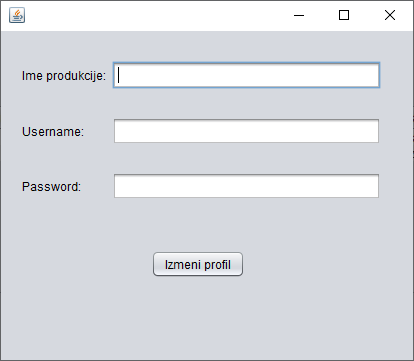 Ime produkcije:
Username:
Password:
Izmeni profil